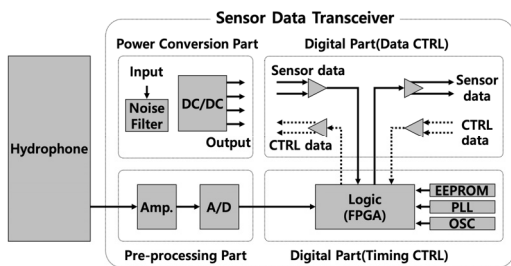 Sensor Data Transceiver
Power Conversion Part
Digital Part(Data CTRL)
Input
Noise
Filter
DC/DC
Output
Sensor data
Sensor
data
CTRL data
CTRL
data
Hydrophone
Amp.
A/D
Logic
(FPGA)
EEPROM
PLL
OSC
Pre-processing Part
Digital Part(Timing CTRL)